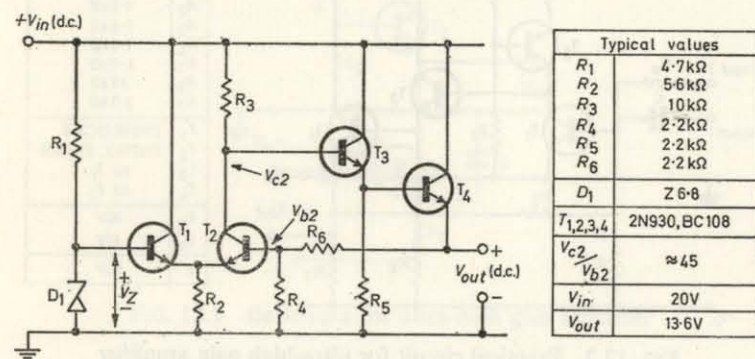 +Vin (d.c.)
R1
R3
Vc2
T3
T4
T1
T2
Vb2
R6
+
Vout (d.c.)
-
D1
+
VZ
-
R2
R4
R5
Typical values
R1 4·7kΩ
R2 5·6kΩ
R3 10kΩ
R4 2·2kΩ
R5 2·2kΩ
R6 2·2kΩ
D1 Z6·8
T1,2,3,4 2N930, BC108
Vc2/Vb2 ≈45
Vin 20V
Vout 13·6V